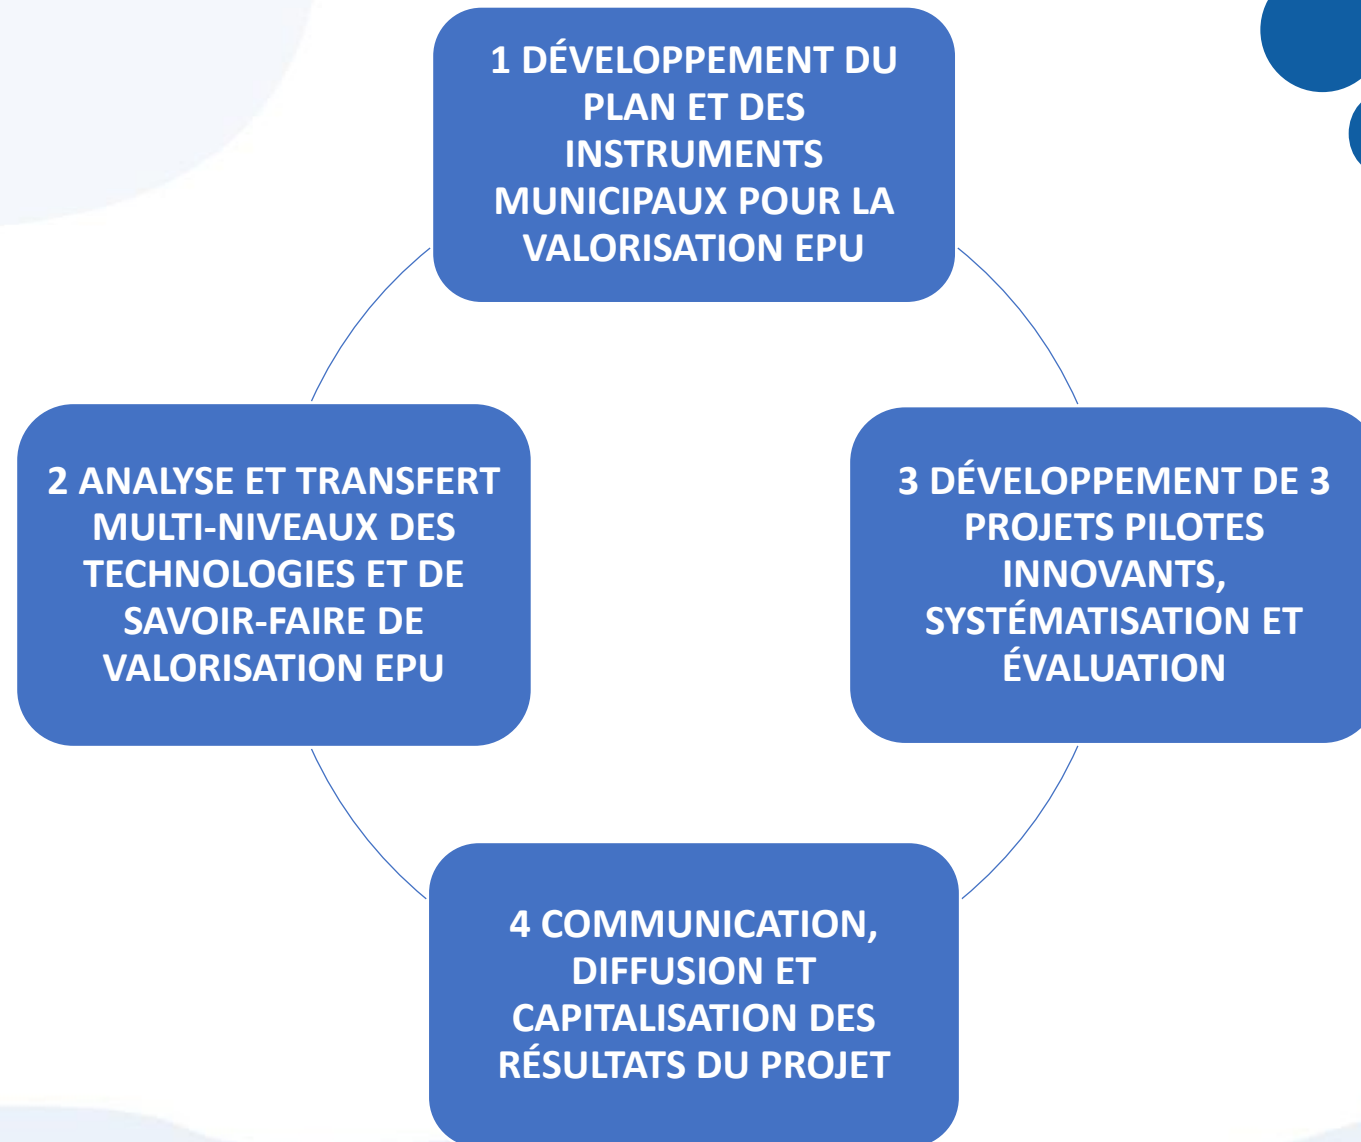 1 DÉVELOPPEMENT DU
PLAN ET DES
INSTRUMENTS
MUNICIPAUX POUR LA
VALORISATION EPU
2 ANALYSE ET TRANSFERT
MULTI-NIVEAUX DES
TECHNOLOGIES ET DE
SAVOIR-FAIRE DE
VALORISATION EPU
3 DÉVELOPPEMENT DE 3
PROJETS PILOTES
INNOVANTS,
SYSTÉMATISATION ET
ÉVALUATION
4 COMMUNICATION,
DIFFUSION ET
CAPITALISATION DES
RÉSULTATS DU PROJET